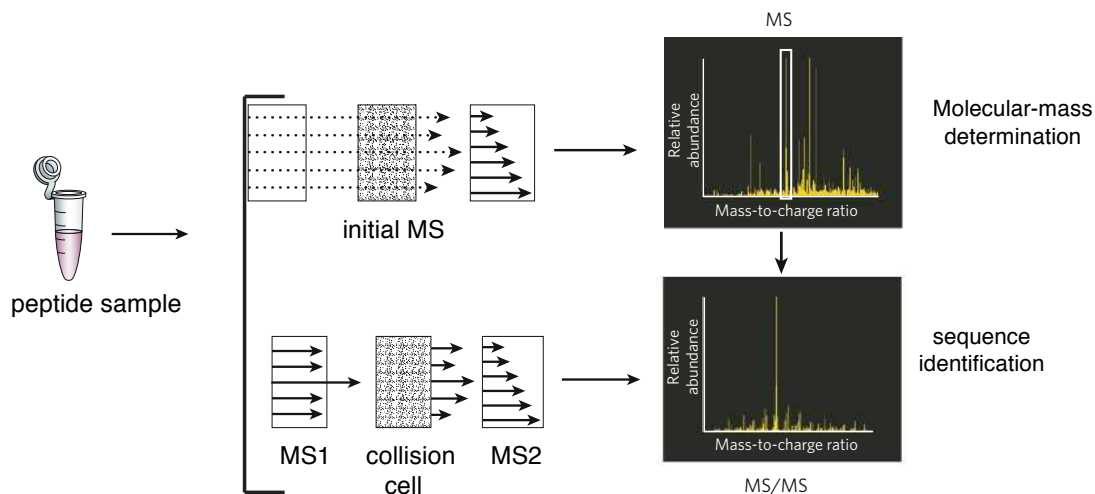 peptide sample
initial MS
MS
Relative
abundance
Mass-to-charge ratio
Molecular-mass
determination
MS1
collision
cell
MS2
Relative
abundance
Mass-to-charge ratio
MS/MS
sequence
identification